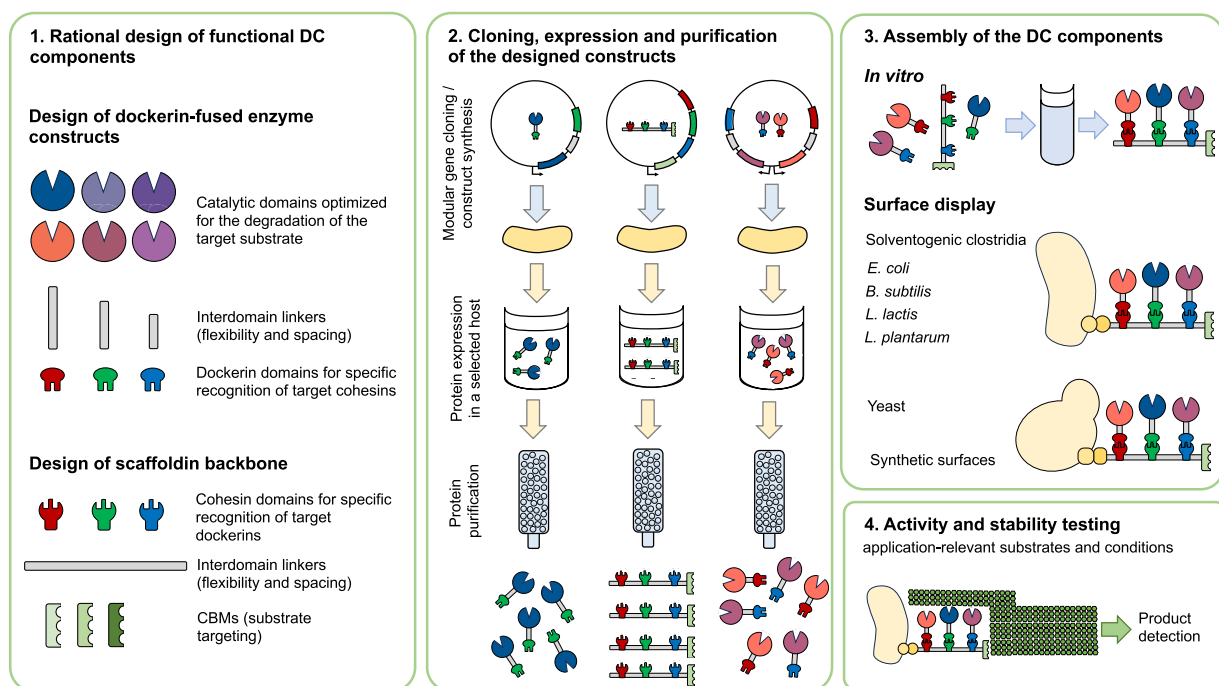 1. Rational design of functional DC
components
Design of dockerin-fused enzyme
constructs
Catalytic domains optimized
for the degradation of the
target substrate
Interdomain linkers
(flexibility and spacing)
Dockerin domains for specific
recognition of target cohesins
Design of scaffoldin backbone
Cohesin domains for specific
recognition of target
dockerins
Interdomain linkers
(flexibility and spacing)
CBMs (substrate
targeting)
2. Cloning, expression and purification
of the designed constructs
Modular gene cloning /
construct synthesis
Protein expression
in a selected host
Protein
purification
3. Assembly of the DC components
In vitro
Surface display
Solventogenic clostridia
E. coli
B. subtilis
L. lactis
L. plantarum
Yeast
Synthetic surfaces
4. Activity and stability testing
application-relevant substrates and conditions
Product
detection